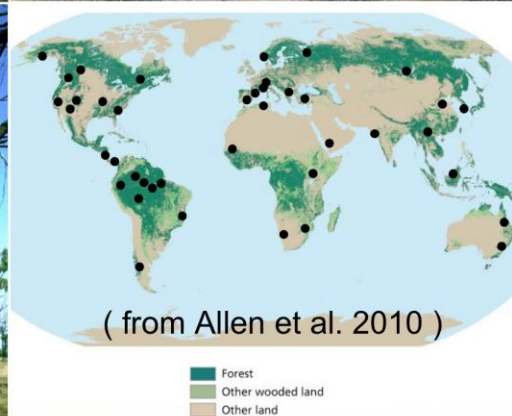 ( from Allen et al. 2010 )
Forest
Other wooded land
Other land